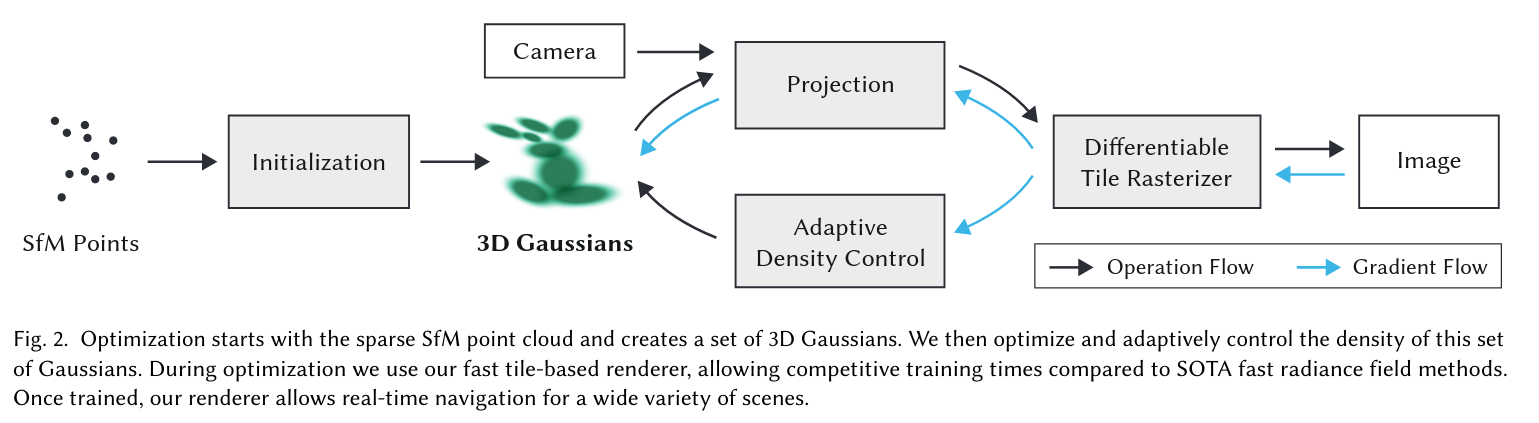 Camera
Projection
Initialization
Differentiable
Tile Rasterizer
Image
SfM Points
3D Gaussians
Adaptive
Density Control
Operation Flow
Gradient Flow
Fig. 2. Optimization starts with the sparse SfM point cloud and creates a set of 3D Gaussians. We then optimize and adaptively control the density of this set
of Gaussians. During optimization we use our fast tile-based renderer, allowing competitive training times compared to SOTA fast radiance field methods.
Once trained, our renderer allows real-time navigation for a wide variety of scenes.